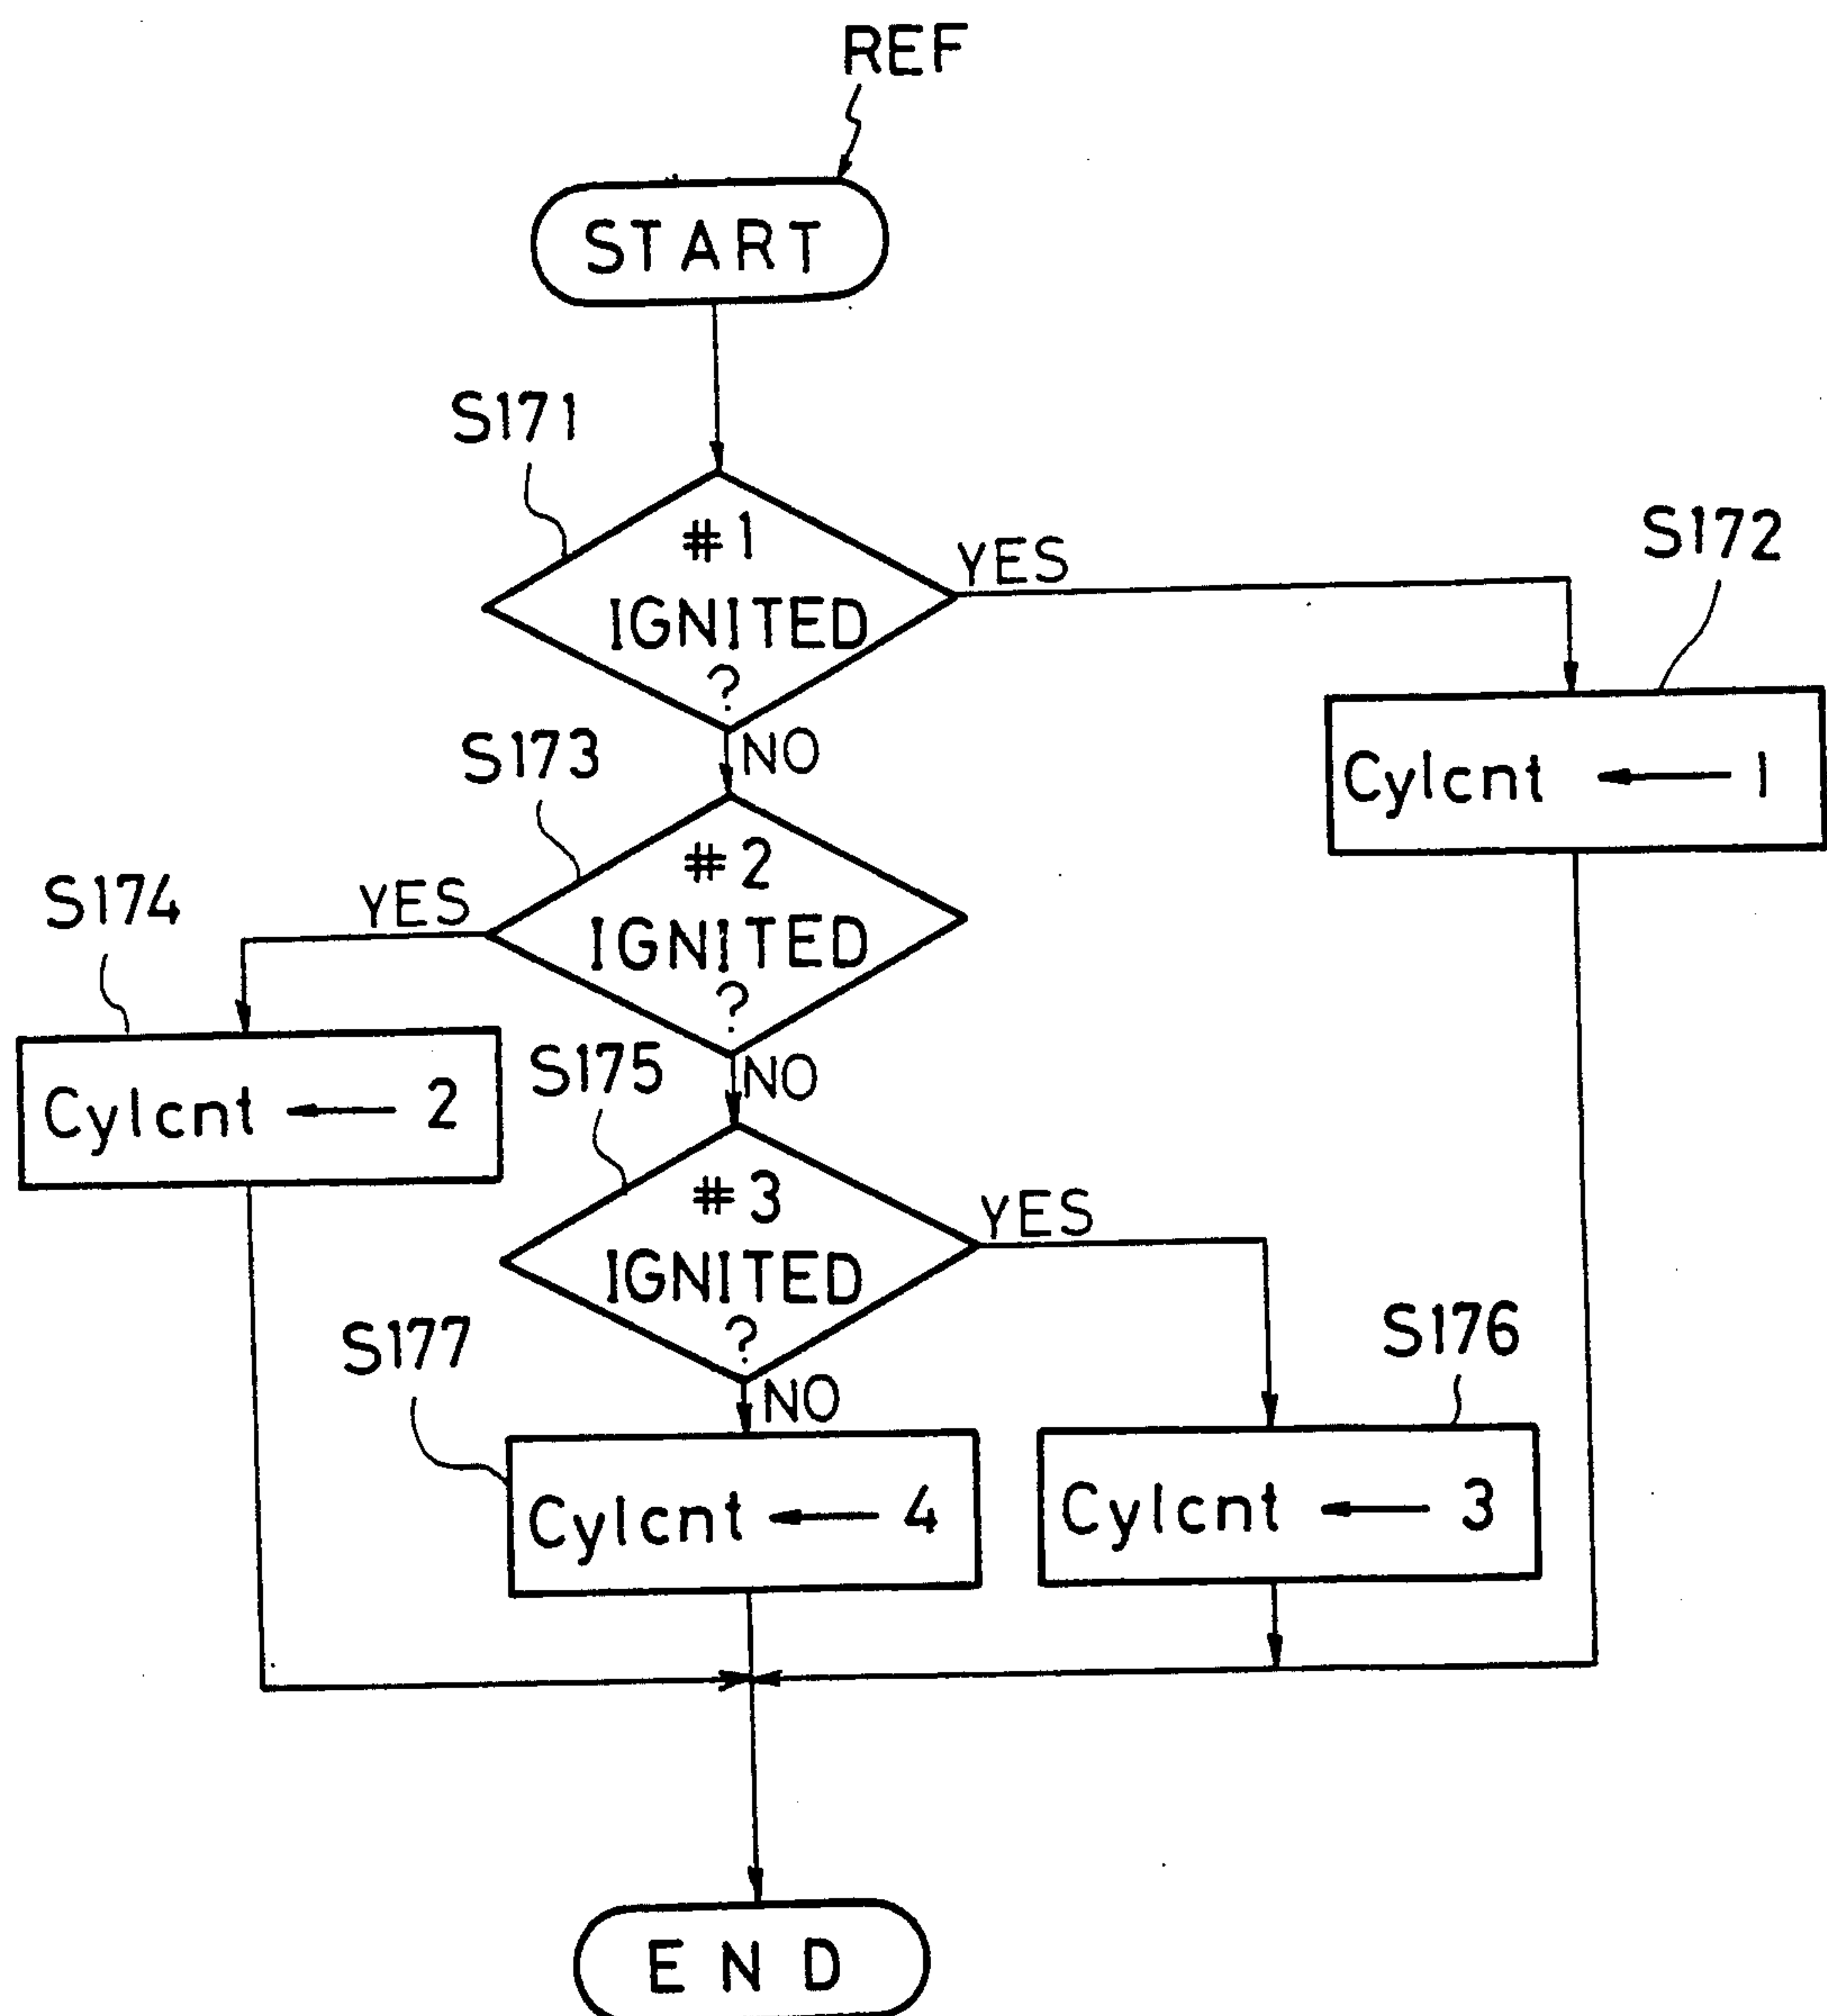 REF
START
S171
#1
IGNITED
?
YES
S172
Cylcnt ← 1
NO
S173
#2
IGNITED
?
YES
S174
Cylcnt ← 2
NO
S175
#3
IGNITED
?
YES
S176
Cylcnt ← 3
NO
S177
Cylcnt ← 4
END